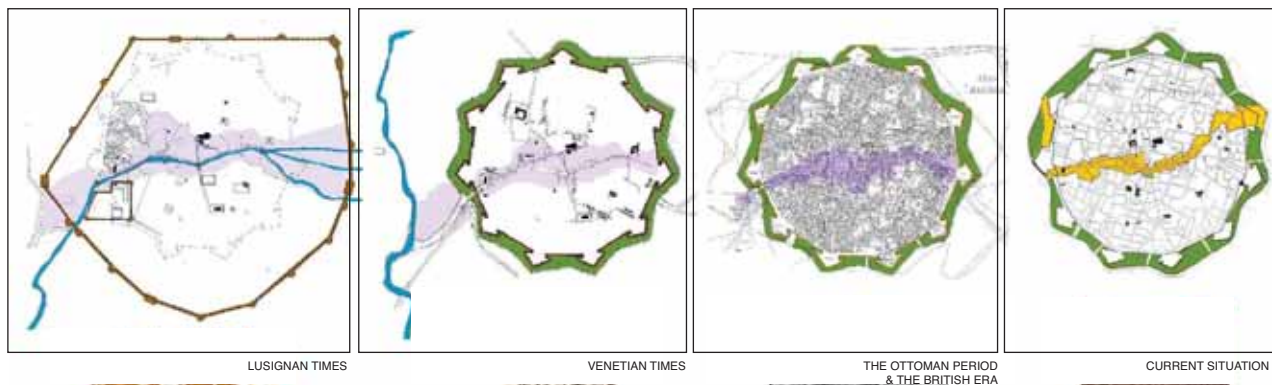 LUSIGNAN TIMES
VENETIAN TIMES
THE OTTOMAN PERIOD
& THE BRITISH ERA
CURRENT SITUATION